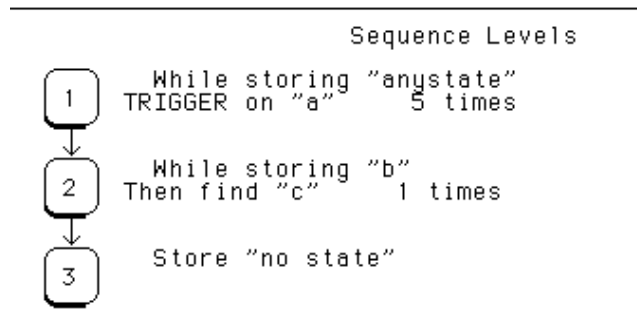 Sequence Levels
1
While storing "anystate"
TRIGGER on "a" 5 times
2
While storing "b"
Then find "c" 1 times
3
Store "no state"